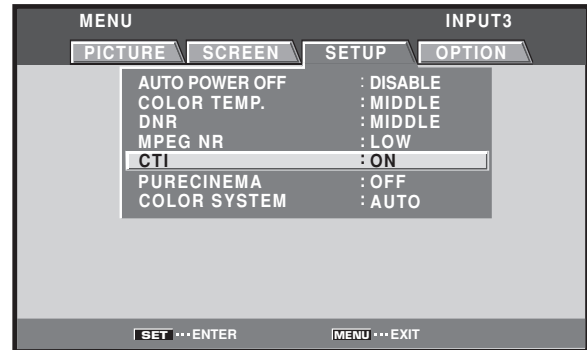 MENU INPUT3
PICTURE SCREEN SETUP OPTION
AUTO POWER OFF : DISABLE
COLOR TEMP. : MIDDLE
DNR : MIDDLE
MPEG NR : LOW
CTI : ON
PURECINEMA : OFF
COLOR SYSTEM : AUTO
SET ··· ENTER MENU ··· EXIT